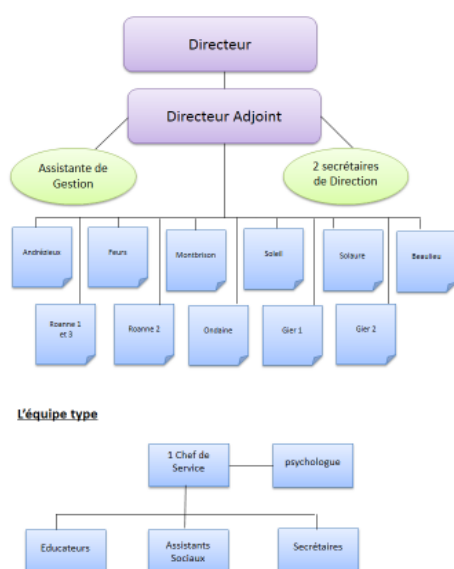 Directeur
Directeur Adjoint
Assistante de
Gestion
2 secrétaires
de Direction
Andrézieux
Feurs
Montbrison
Soleil
Solaure
Beaulieu
Roanne 1
et 3
Roanne 2
Ondaine
Gier 1
Gier 2
L'équipe type
1 Chef de
Service
psychologue
Educateurs
Assistants
Sociaux
Secrétaires